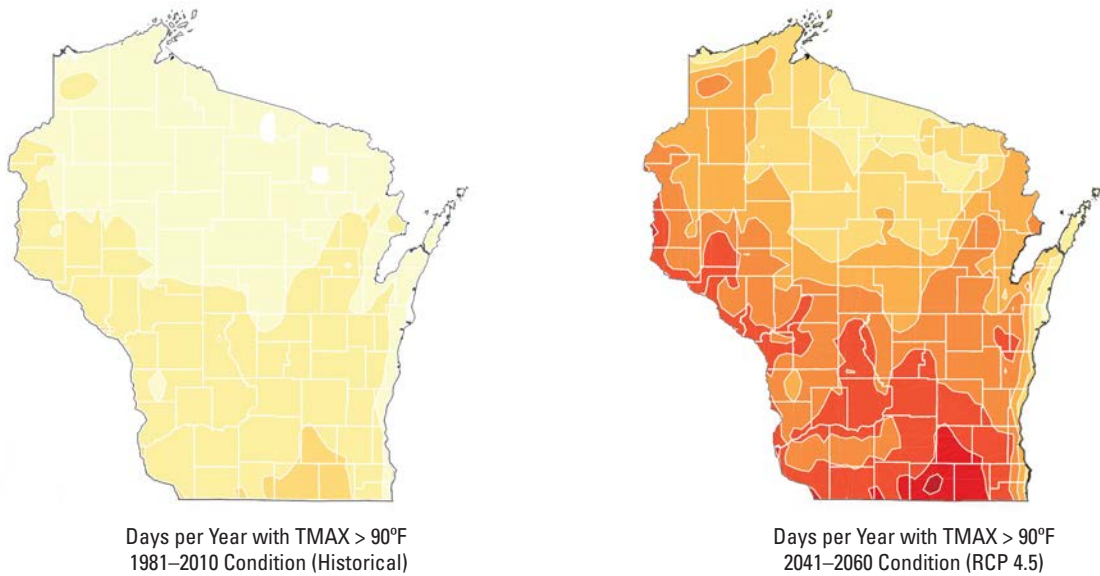 Days per Year with TMAX > 90ºF
1981–2010 Condition (Historical)
Days per Year with TMAX > 90ºF
2041–2060 Condition (RCP 4.5)